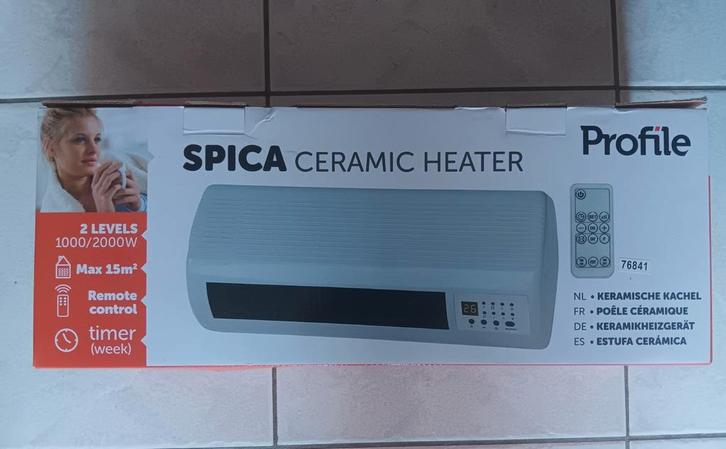 SPICA CERAMIC HEATER
Profile
2 LEVELS
1000/2000W
Max 15m²
Remote
control
timer
(week)
26
76841
NL • KERAMISCHE KACHEL
FR • POÊLE CÉRAMIQUE
DE • KERAMIKHEIZGERÄT
ES • ESTUFA CERÁMICA